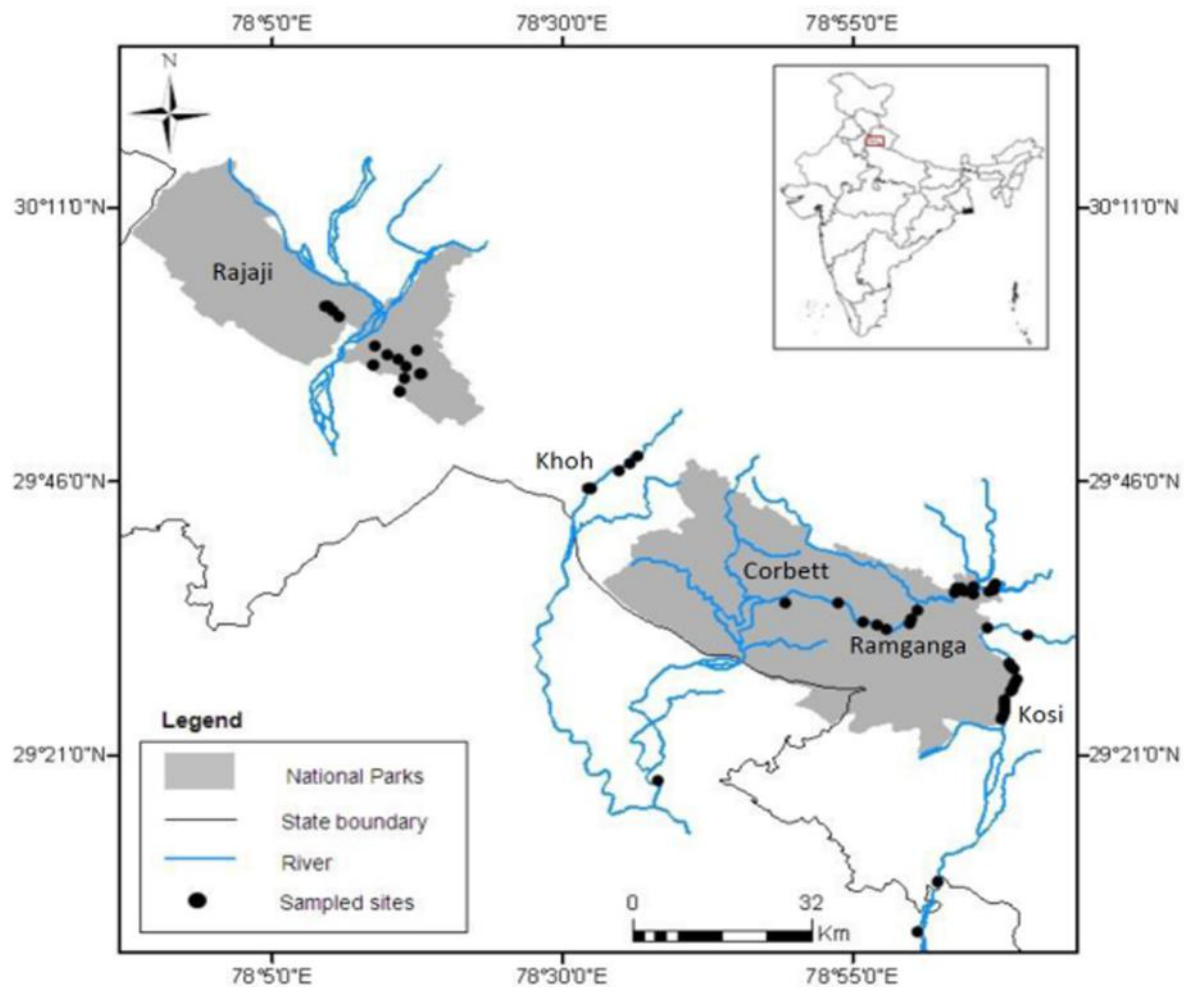 78°5'0"E 78°30'0"E 78°55'0"E
N
30°11'0"N 30°11'0"N
Rajaji
Khoh
29°46'0"N 29°46'0"N
Corbett
Ramganga
Kosi
Legend
29°21'0"N 29°21'0"N
National Parks
State boundary
River
Sampled sites
0 32
Km
78°5'0"E 78°30'0"E 78°55'0"E